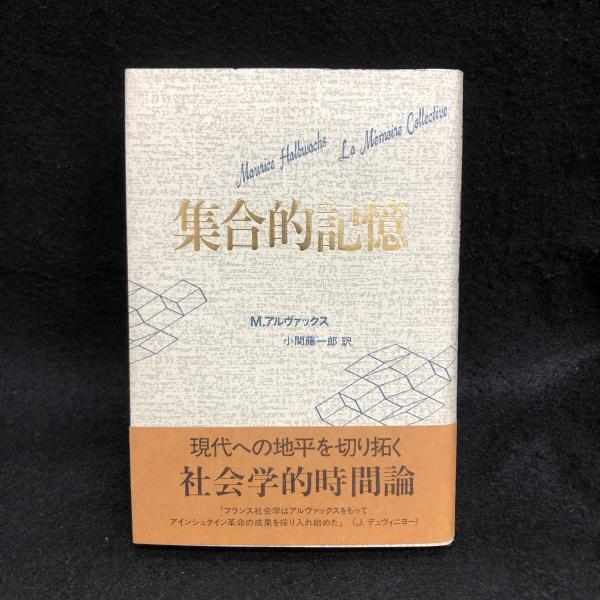 Maurice Halbwachs La Mémoire Collective
集合的記憶
M.アルヴァックス
小関藤一郎 訳
現代への地平を切り拓く
社会学的時間論
「フランス社会学はアルヴァックスをもって
アインシュタイン革命の成果を採り入れ始めた」 (J.デュヴィニヨー)